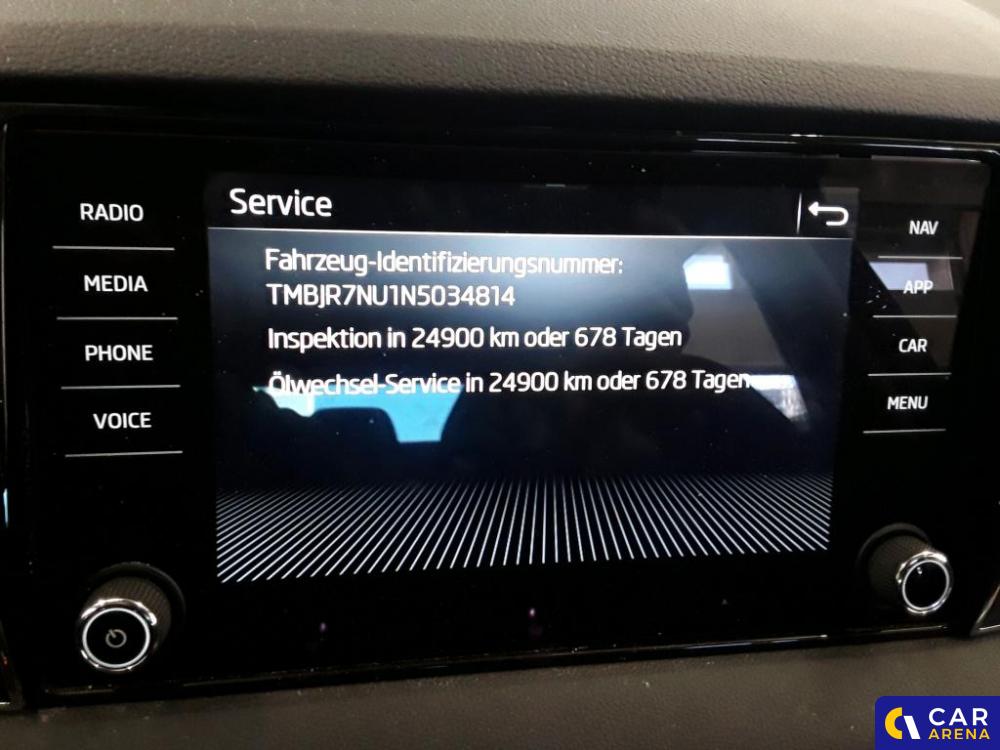 Service
RADIO
MEDIA
PHONE
VOICE
Fahrzeug-Identifizierungsnummer:
TMBJR7NU1N5034814
Inspektion in 24900 km oder 678 Tagen
Ölwechsel-Service in 24900 km oder 678 Tagen
NAV
APP
CAR
MENU
CAR
ARENA